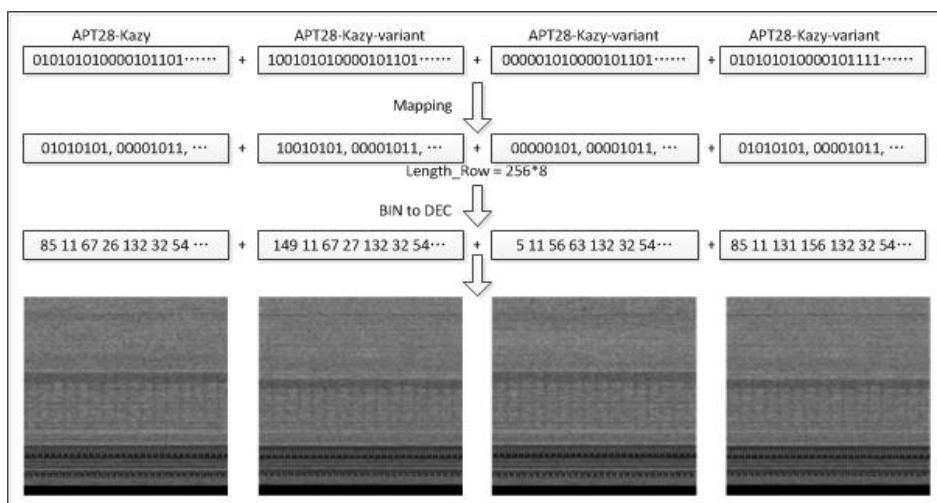 APT28-Kazy APT28-Kazy-variant APT28-Kazy-variant APT28-Kazy-variant
010101010000101101…… + 100101010000101101…… + 000001010000101101…… + 010101010000101111……
Mapping
01010101, 00001011, … + 10010101, 00001011, … + 00000101, 00001011, … + 01010101, 00001011, …
Length_Row = 256*8
BIN to DEC
85 11 67 26 132 32 54 … + 149 11 67 27 132 32 54… + 5 11 56 63 132 32 54… + 85 11 131 156 132 32 54…